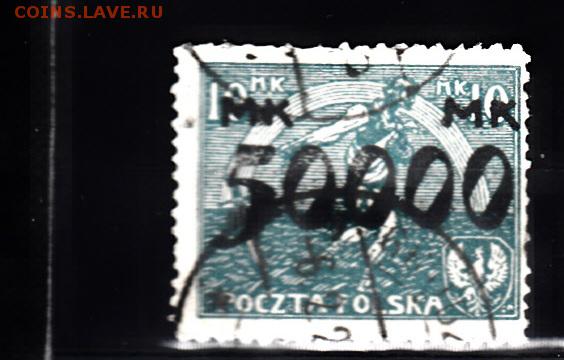 COINS.LAVE.RU
10 MK MK 10
MK MK
50000
POCZTA POLSKA